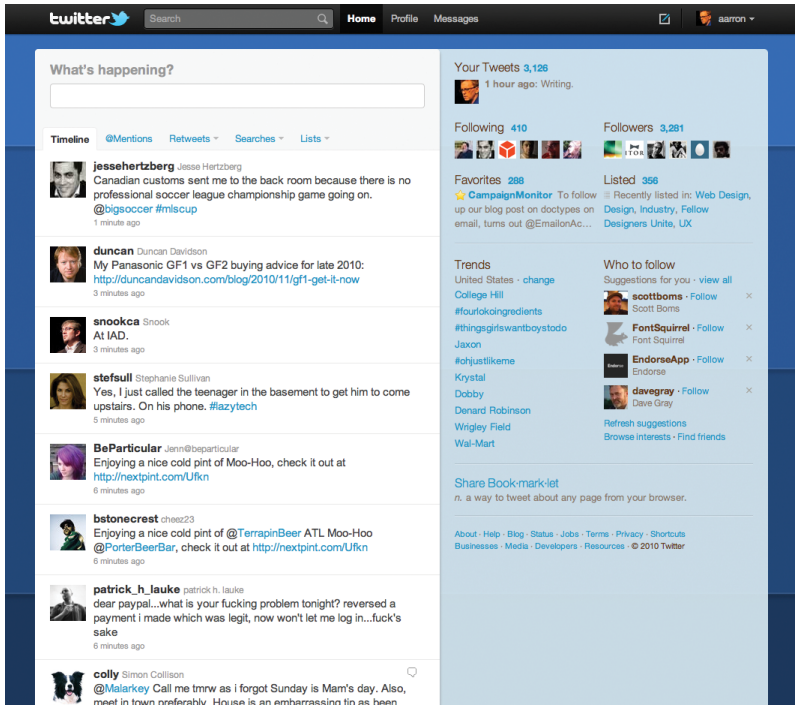 twitter
Search
Home Profile Messages
aarron
What's happening?
Timeline @Mentions Retweets Searches Lists
jessehertzberg Jesse Hertzberg
Canadian customs sent me to the back room because there is no
professional soccer league championship game going on.
@bigsoccer #mlscup
1 minute ago
duncan Duncan Davidson
My Panasonic GF1 vs GF2 buying advice for late 2010:
http://duncandavidson.com/blog/2010/11/gf1-get-it-now
3 minutes ago
snookca Snook
At IAD.
3 minutes ago
stefsull Stephanie Sullivan
Yes, I just called the teenager in the basement to get him to come
upstairs. On his phone. #lazytech
5 minutes ago
BeParticular Jenn@beparticular
Enjoying a nice cold pint of Moo-Hoo, check it out at
http://nextpint.com/Ufkn
6 minutes ago
bstonecrest cheez23
Enjoying a nice cold pint of @TerrapinBeer ATL Moo-Hoo
@PorterBeerBar, check it out at http://nextpint.com/Ufkn
6 minutes ago
patrick_h_lauke patrick h. lauke
dear paypal...what is your fucking problem tonight? reversed a
payment i made which was legit, now won't let me log in...fuck's
sake
6 minutes ago
colly Simon Collison
@Malarkey Call me tmrw as i forgot Sunday is Mam's day. Also,
meet in town preferably. House is an embarrassing tip as been
Your Tweets 3,126
1 hour ago: Writing.
Following 410
Followers 3,281
ITOR
Favorites 288
CampaignMonitor To follow
up our blog post on doctypes on
email, turns out @EmailonAc...
Listed 356
Recently listed in: Web Design,
Design, Industry, Fellow
Designers Unite, UX
Trends
United States · change
College Hill
#fourlokoingredients
#thingsgirlswantboystodo
Jaxon
#ohjustlikeme
Krystal
Dobby
Denard Robinson
Wrigley Field
Wal-Mart
Who to follow
Suggestions for you · view all
scottboms · Follow
Scott Boms
FontSquirrel · Follow
Font Squirrel
EndorseApp · Follow
Endorse
Endorse
davegray · Follow
Dave Gray
Refresh suggestions
Browse interests · Find friends
Share Book·mark·let
n. a way to tweet about any page from your browser.
About · Help · Blog · Status · Jobs · Terms · Privacy · Shortcuts
Businesses · Media · Developers · Resources · © 2010 Twitter